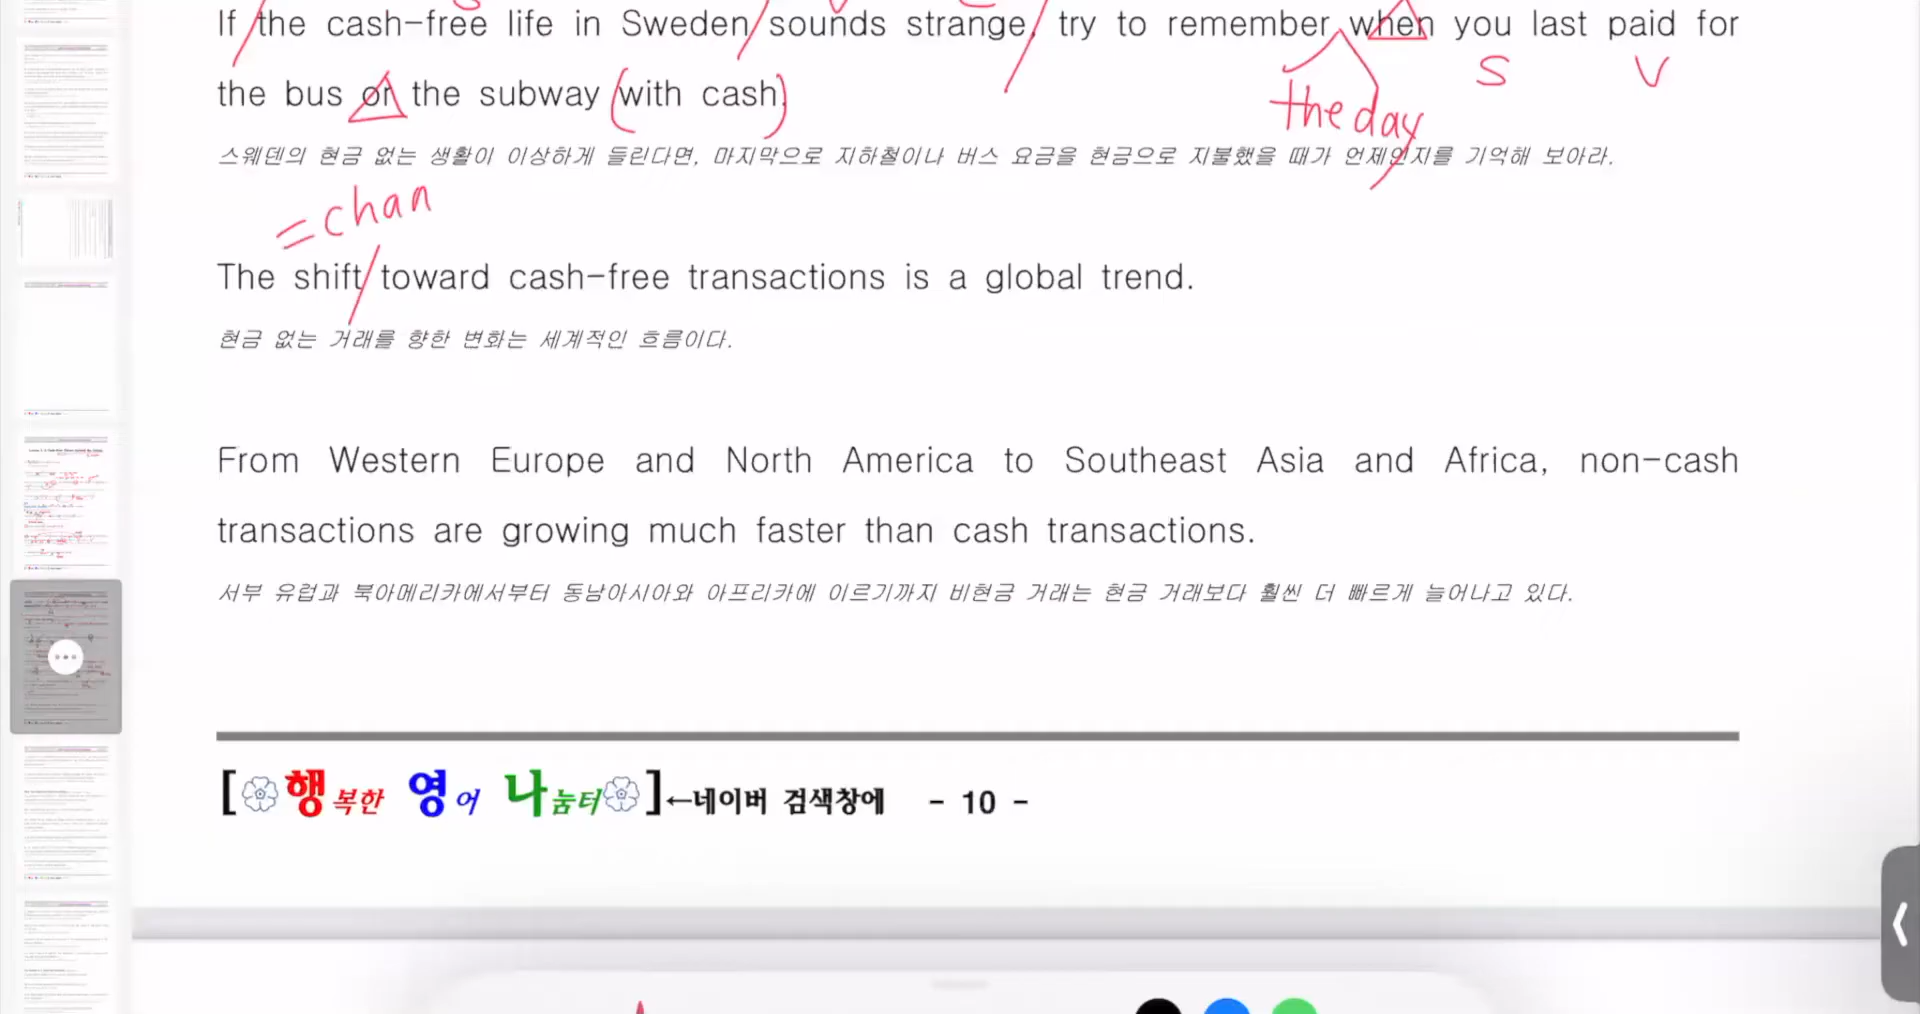 If the cash-free life in Sweden sounds strange, try to remember when you last paid for
S V
the bus or the subway (with cash)
the day
스웨덴의 현금 없는 생활이 이상하게 들린다면, 마지막으로 지하철이나 버스 요금을 현금으로 지불했을 때가 언제인지를 기억해 보아라.
= chan
The shift toward cash-free transactions is a global trend.
현금 없는 거래를 향한 변화는 세계적인 흐름이다.
From Western Europe and North America to Southeast Asia and Africa, non-cash
transactions are growing much faster than cash transactions.
서부 유럽과 북아메리카에서부터 동남아시아와 아프리카에 이르기까지 비현금 거래는 현금 거래보다 훨씬 더 빠르게 늘어나고 있다.
[행복한 영어 나눔터]←네이버 검색창에 - 10 -